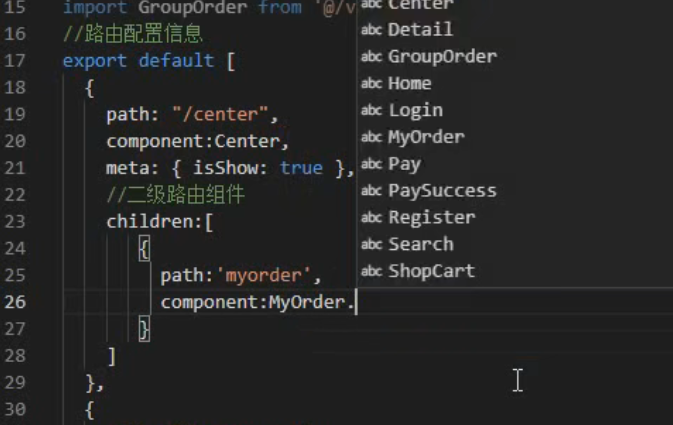 15 import GroupOrder from '@/v
16 //路由配置信息
17 export default [
18 {
19 path: "/center",
20 component:Center,
21 meta: { isShow: true },
22 //二级路由组件
23 children:[
24 {
25 path:'myorder',
26 component:MyOrder.
27 }
28 ]
29 },
30 {
abc Center
abc Detail
abc GroupOrder
abc Home
abc Login
abc MyOrder
abc Pay
abc PaySuccess
abc Register
abc Search
abc ShopCart